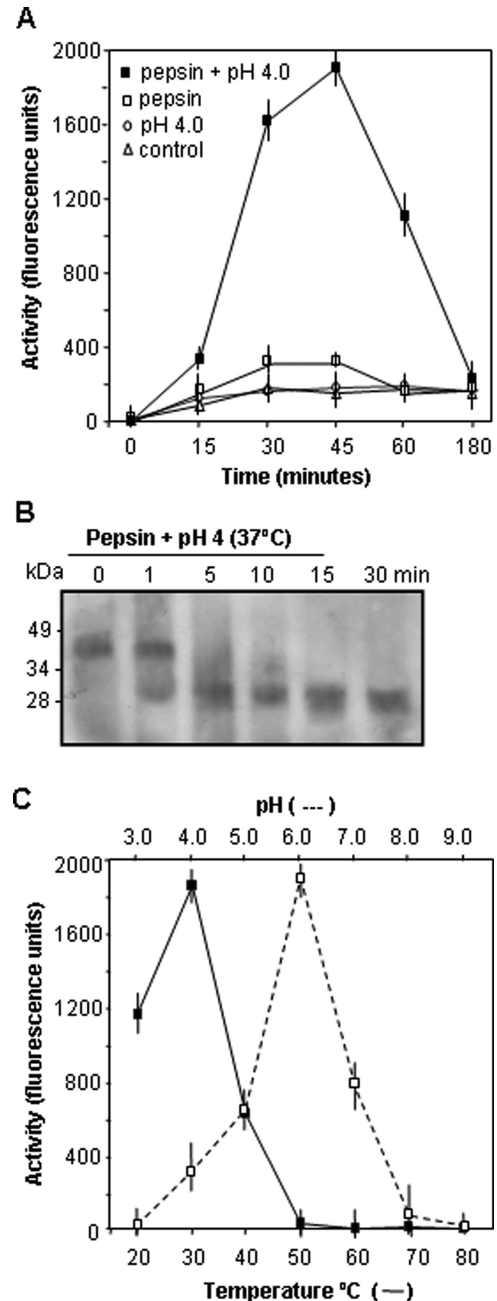 A
2000
1600
1200
800
400
0
Activity (fluorescence units)
pepsin + pH 4.0
pepsin
pH 4.0
control
0 15 30 45 60 180
Time (minutes)
B
Pepsin + pH 4 (37ºC)
kDa 0 1 5 10 15 30 min
49
34
28
C
pH ( --- )
3.0 4.0 5.0 6.0 7.0 8.0 9.0
2000
1600
1200
800
400
0
Activity (fluorescence units)
20 30 40 50 60 70 80
Temperature ºC ( — )